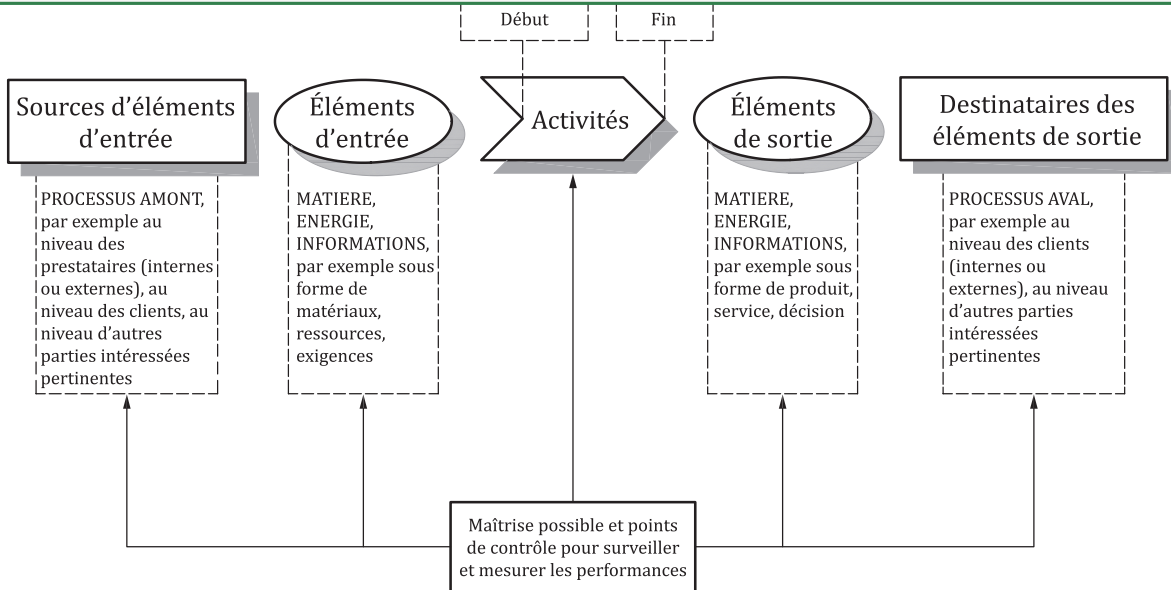 Début
Fin
Sources d'éléments
d'entrée
Éléments
d'entrée
Activités
Éléments
de sortie
Destinataires des
éléments de sortie
PROCESSUS AMONT,
par exemple au
niveau des
prestataires (internes
ou externes), au
niveau des clients, au
niveau d'autres
parties intéressées
pertinentes
MATIERE,
ENERGIE,
INFORMATIONS,
par exemple sous
forme de
matériaux,
ressources,
exigences
MATIERE,
ENERGIE,
INFORMATIONS,
par exemple sous
forme de produit,
service, décision
PROCESSUS AVAL,
par exemple au
niveau des clients
(internes ou
externes), au niveau
d'autres parties
intéressées
pertinentes
Maîtrise possible et points
de contrôle pour surveiller
et mesurer les performances